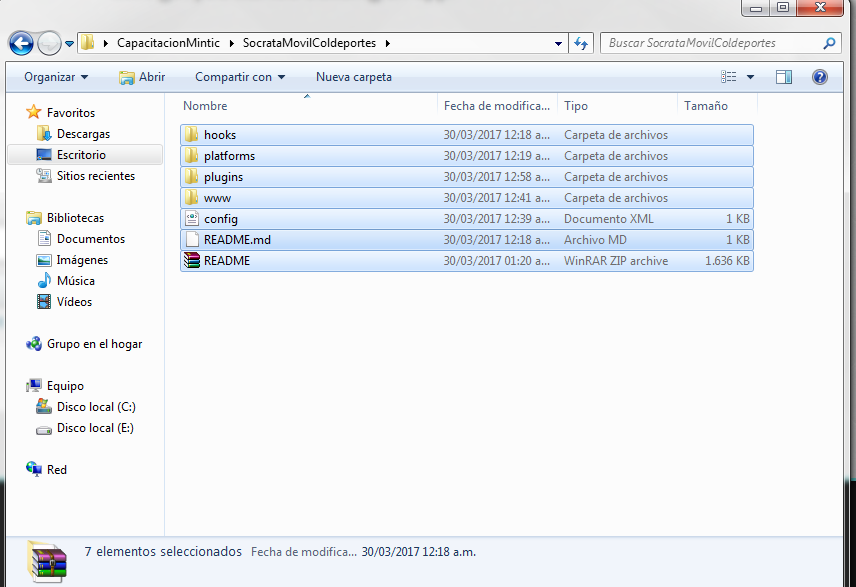 CapacitacionMintic SocrataMovilColdeportes
Buscar SocrataMovilColdeportes
Organizar Abrir Compartir con Nueva carpeta
Favoritos
Descargas
Escritorio
Sitios recientes
Bibliotecas
Documentos
Imágenes
Música
Vídeos
Grupo en el hogar
Equipo
Disco local (C:)
Disco local (E:)
Red
Nombre Fecha de modifica... Tipo Tamaño
hooks 30/03/2017 12:18 a... Carpeta de archivos
platforms 30/03/2017 12:19 a... Carpeta de archivos
plugins 30/03/2017 12:58 a... Carpeta de archivos
www 30/03/2017 12:41 a... Carpeta de archivos
config 30/03/2017 12:39 a... Documento XML 1 KB
README.md 30/03/2017 12:18 a... Archivo MD 1 KB
README 30/03/2017 01:20 a... WinRAR ZIP archive 1.636 KB
7 elementos seleccionados Fecha de modifica... 30/03/2017 12:18 a.m.